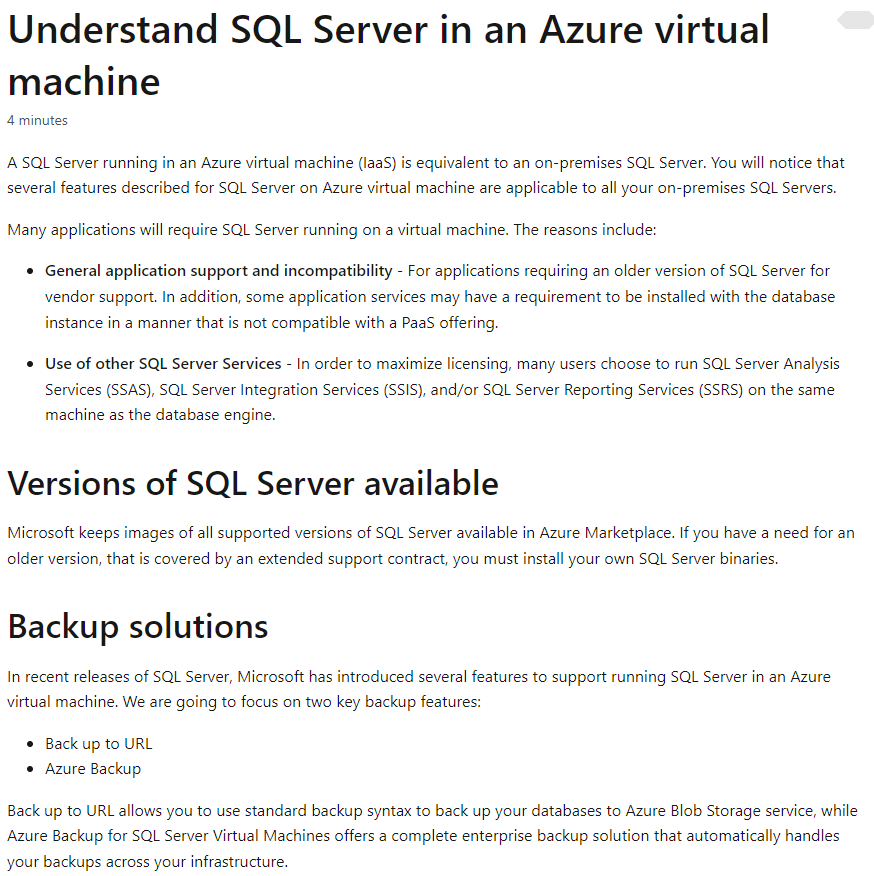 Understand SQL Server in an Azure virtual
machine
4 minutes
A SQL Server running in an Azure virtual machine (IaaS) is equivalent to an on-premises SQL Server. You will notice that
several features described for SQL Server on Azure virtual machine are applicable to all your on-premises SQL Servers.
Many applications will require SQL Server running on a virtual machine. The reasons include:
• General application support and incompatibility - For applications requiring an older version of SQL Server for
vendor support. In addition, some application services may have a requirement to be installed with the database
instance in a manner that is not compatible with a PaaS offering.
• Use of other SQL Server Services - In order to maximize licensing, many users choose to run SQL Server Analysis
Services (SSAS), SQL Server Integration Services (SSIS), and/or SQL Server Reporting Services (SSRS) on the same
machine as the database engine.
Versions of SQL Server available
Microsoft keeps images of all supported versions of SQL Server available in Azure Marketplace. If you have a need for an
older version, that is covered by an extended support contract, you must install your own SQL Server binaries.
Backup solutions
In recent releases of SQL Server, Microsoft has introduced several features to support running SQL Server in an Azure
virtual machine. We are going to focus on two key backup features:
• Back up to URL
• Azure Backup
Back up to URL allows you to use standard backup syntax to back up your databases to Azure Blob Storage service, while
Azure Backup for SQL Server Virtual Machines offers a complete enterprise backup solution that automatically handles
your backups across your infrastructure.